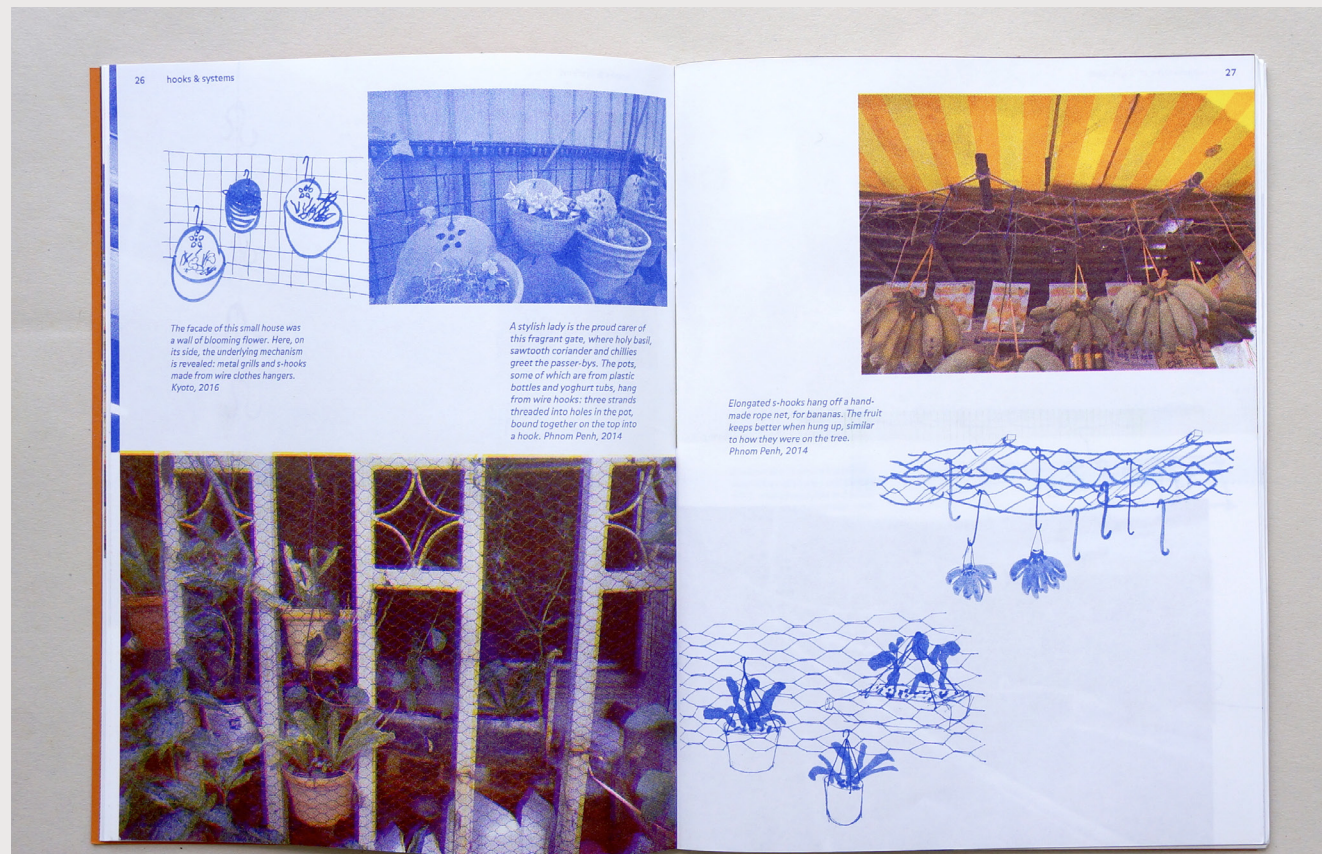 26 hooks & systems
The facade of this small house was
a wall of blooming flower. Here, on
its side, the underlying mechanism
is revealed: metal grills and s-hooks
made from wire clothes hangers.
Kyoto, 2016
A stylish lady is the proud carer of
this fragrant gate, where holy basil,
sawtooth coriander and chillies
greet the passer-bys. The pots,
some of which are from plastic
bottles and yoghurt tubs, hang
from wire hooks: three strands
threaded into holes in the pot,
bound together on the top into
a hook. Phnom Penh, 2014
27
Elongated s-hooks hang off a hand-
made rope net, for bananas. The fruit
keeps better when hung up, similar
to how they were on the tree.
Phnom Penh, 2014